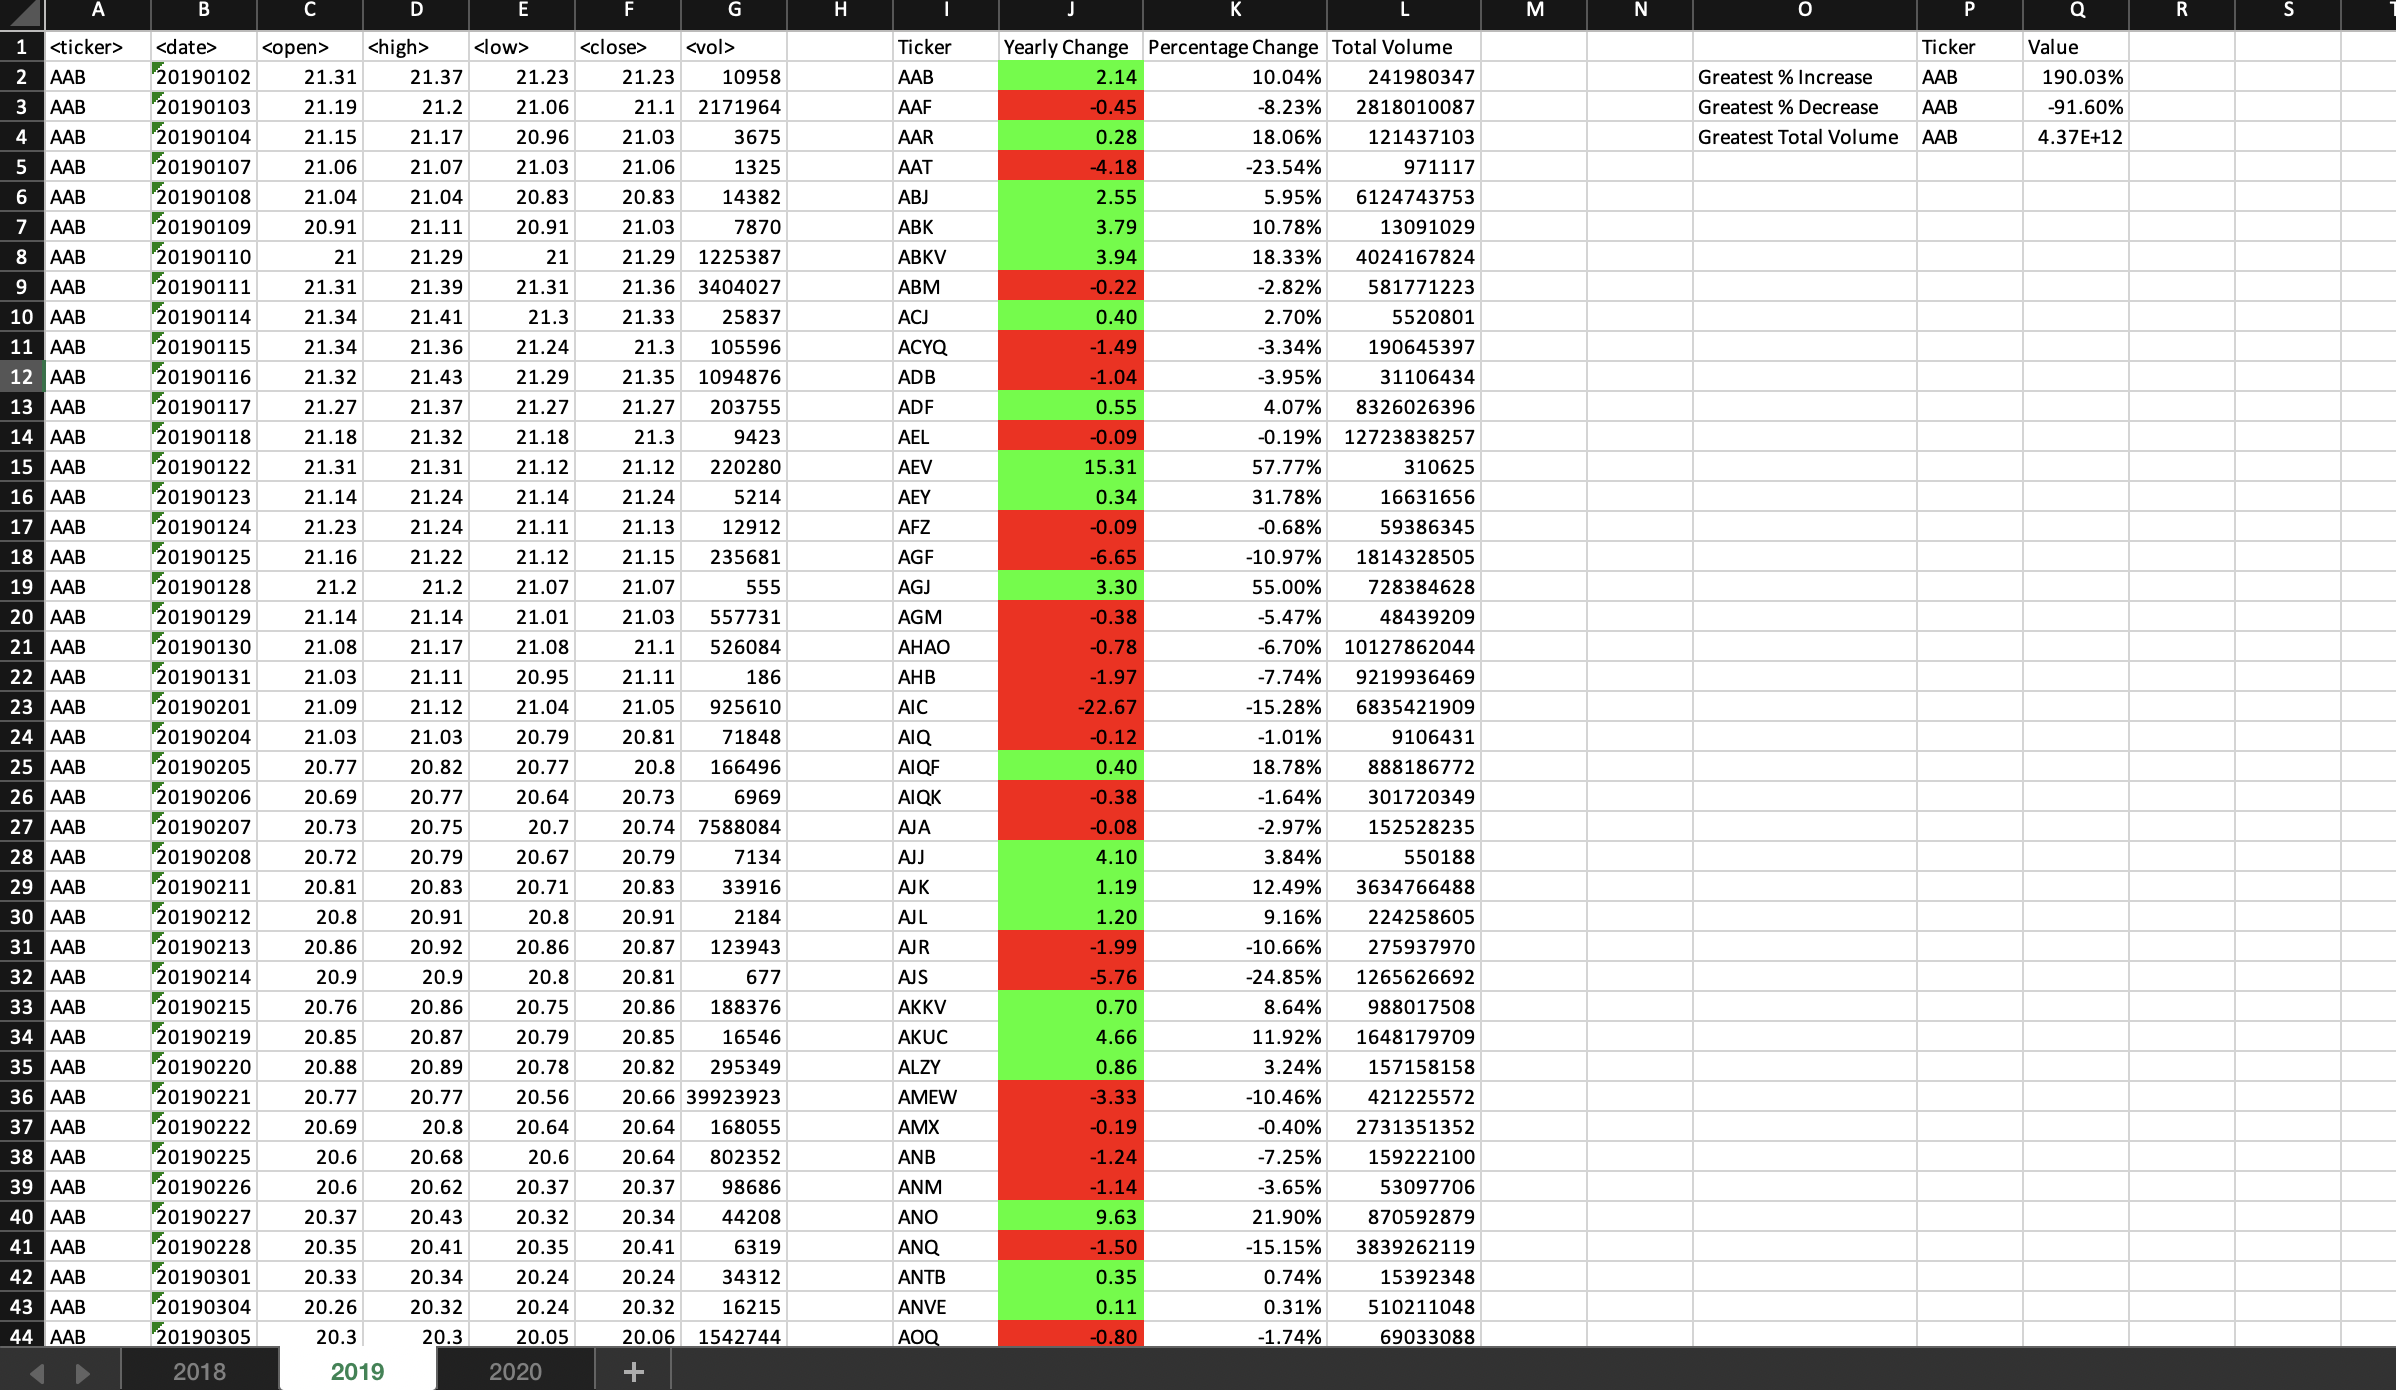 A B C D E F G H I J K L M N O P Q R S T
1 <ticker> <date> <open> <high> <low> <close> <vol> Ticker Yearly Change Percentage Change Total Volume Ticker Value
2 AAB 20190102 21.31 21.37 21.23 21.23 10958 AAB 2.14 10.04% 241980347 Greatest % Increase AAB 190.03%
3 AAB 20190103 21.19 21.2 21.06 21.1 2171964 AAF -0.45 -8.23% 2818010087 Greatest % Decrease AAB -91.60%
4 AAB 20190104 21.15 21.17 20.96 21.03 3675 AAR 0.28 18.06% 121437103 Greatest Total Volume AAB 4.37E+12
5 AAB 20190107 21.06 21.07 21.03 21.06 1325 AAT -4.18 -23.54% 971117
6 AAB 20190108 21.04 21.04 20.83 20.83 14382 ABJ 2.55 5.95% 6124743753
7 AAB 20190109 20.91 21.11 20.91 21.03 7870 ABK 3.79 10.78% 13091029
8 AAB 20190110 21 21.29 21 21.29 1225387 ABKV 3.94 18.33% 4024167824
9 AAB 20190111 21.31 21.39 21.31 21.36 3404027 ABM -0.22 -2.82% 581771223
10 AAB 20190114 21.34 21.41 21.3 21.33 25837 ACJ 0.40 2.70% 5520801
11 AAB 20190115 21.34 21.36 21.24 21.3 105596 ACYQ -1.49 -3.34% 190645397
12 AAB 20190116 21.32 21.43 21.29 21.35 1094876 ADB -1.04 -3.95% 31106434
13 AAB 20190117 21.27 21.37 21.27 21.27 203755 ADF 0.55 4.07% 8326026396
14 AAB 20190118 21.18 21.32 21.18 21.3 9423 AEL -0.09 -0.19% 12723838257
15 AAB 20190122 21.31 21.31 21.12 21.12 220280 AEV 15.31 57.77% 310625
16 AAB 20190123 21.14 21.24 21.14 21.24 5214 AEY 0.34 31.78% 16631656
17 AAB 20190124 21.23 21.24 21.11 21.13 12912 AFZ -0.09 -0.68% 59386345
18 AAB 20190125 21.16 21.22 21.12 21.15 235681 AGF -6.65 -10.97% 1814328505
19 AAB 20190128 21.2 21.2 21.07 21.07 555 AGJ 3.30 55.00% 728384628
20 AAB 20190129 21.14 21.14 21.01 21.03 557731 AGM -0.38 -5.47% 48439209
21 AAB 20190130 21.08 21.17 21.08 21.1 526084 AHAO -0.78 -6.70% 10127862044
22 AAB 20190131 21.03 21.11 20.95 21.11 186 AHB -1.97 -7.74% 9219936469
23 AAB 20190201 21.09 21.12 21.04 21.05 925610 AIC -22.67 -15.28% 6835421909
24 AAB 20190204 21.03 21.03 20.79 20.81 71848 AIQ -0.12 -1.01% 9106431
25 AAB 20190205 20.77 20.82 20.77 20.8 166496 AIQF 0.40 18.78% 888186772
26 AAB 20190206 20.69 20.77 20.64 20.73 6969 AIQK -0.38 -1.64% 301720349
27 AAB 20190207 20.73 20.75 20.7 20.74 7588084 AJA -0.08 -2.97% 152528235
28 AAB 20190208 20.72 20.79 20.67 20.79 7134 AJJ 4.10 3.84% 550188
29 AAB 20190211 20.81 20.83 20.71 20.83 33916 AJK 1.19 12.49% 3634766488
30 AAB 20190212 20.8 20.91 20.8 20.91 2184 AJL 1.20 9.16% 224258605
31 AAB 20190213 20.86 20.92 20.86 20.87 123943 AJR -1.99 -10.66% 275937970
32 AAB 20190214 20.9 20.9 20.8 20.81 677 AJS -5.76 -24.85% 1265626692
33 AAB 20190215 20.76 20.86 20.75 20.86 188376 AKKV 0.70 8.64% 988017508
34 AAB 20190219 20.85 20.87 20.79 20.85 16546 AKUC 4.66 11.92% 1648179709
35 AAB 20190220 20.88 20.89 20.78 20.82 295349 ALZY 0.86 3.24% 157158158
36 AAB 20190221 20.77 20.77 20.56 20.66 39923923 AMEW -3.33 -10.46% 421225572
37 AAB 20190222 20.69 20.8 20.64 20.64 168055 AMX -0.19 -0.40% 2731351352
38 AAB 20190225 20.6 20.68 20.6 20.64 802352 ANB -1.24 -7.25% 159222100
39 AAB 20190226 20.6 20.62 20.37 20.37 98686 ANM -1.14 -3.65% 53097706
40 AAB 20190227 20.37 20.43 20.32 20.34 44208 ANO 9.63 21.90% 870592879
41 AAB 20190228 20.35 20.41 20.35 20.41 6319 ANQ -1.50 -15.15% 3839262119
42 AAB 20190301 20.33 20.34 20.24 20.24 34312 ANTB 0.35 0.74% 15392348
43 AAB 20190304 20.26 20.32 20.24 20.32 16215 ANVE 0.11 0.31% 510211048
44 AAB 20190305 20.3 20.3 20.05 20.06 1542744 AOQ -0.80 -1.74% 69033088
2018 2019 2020 +